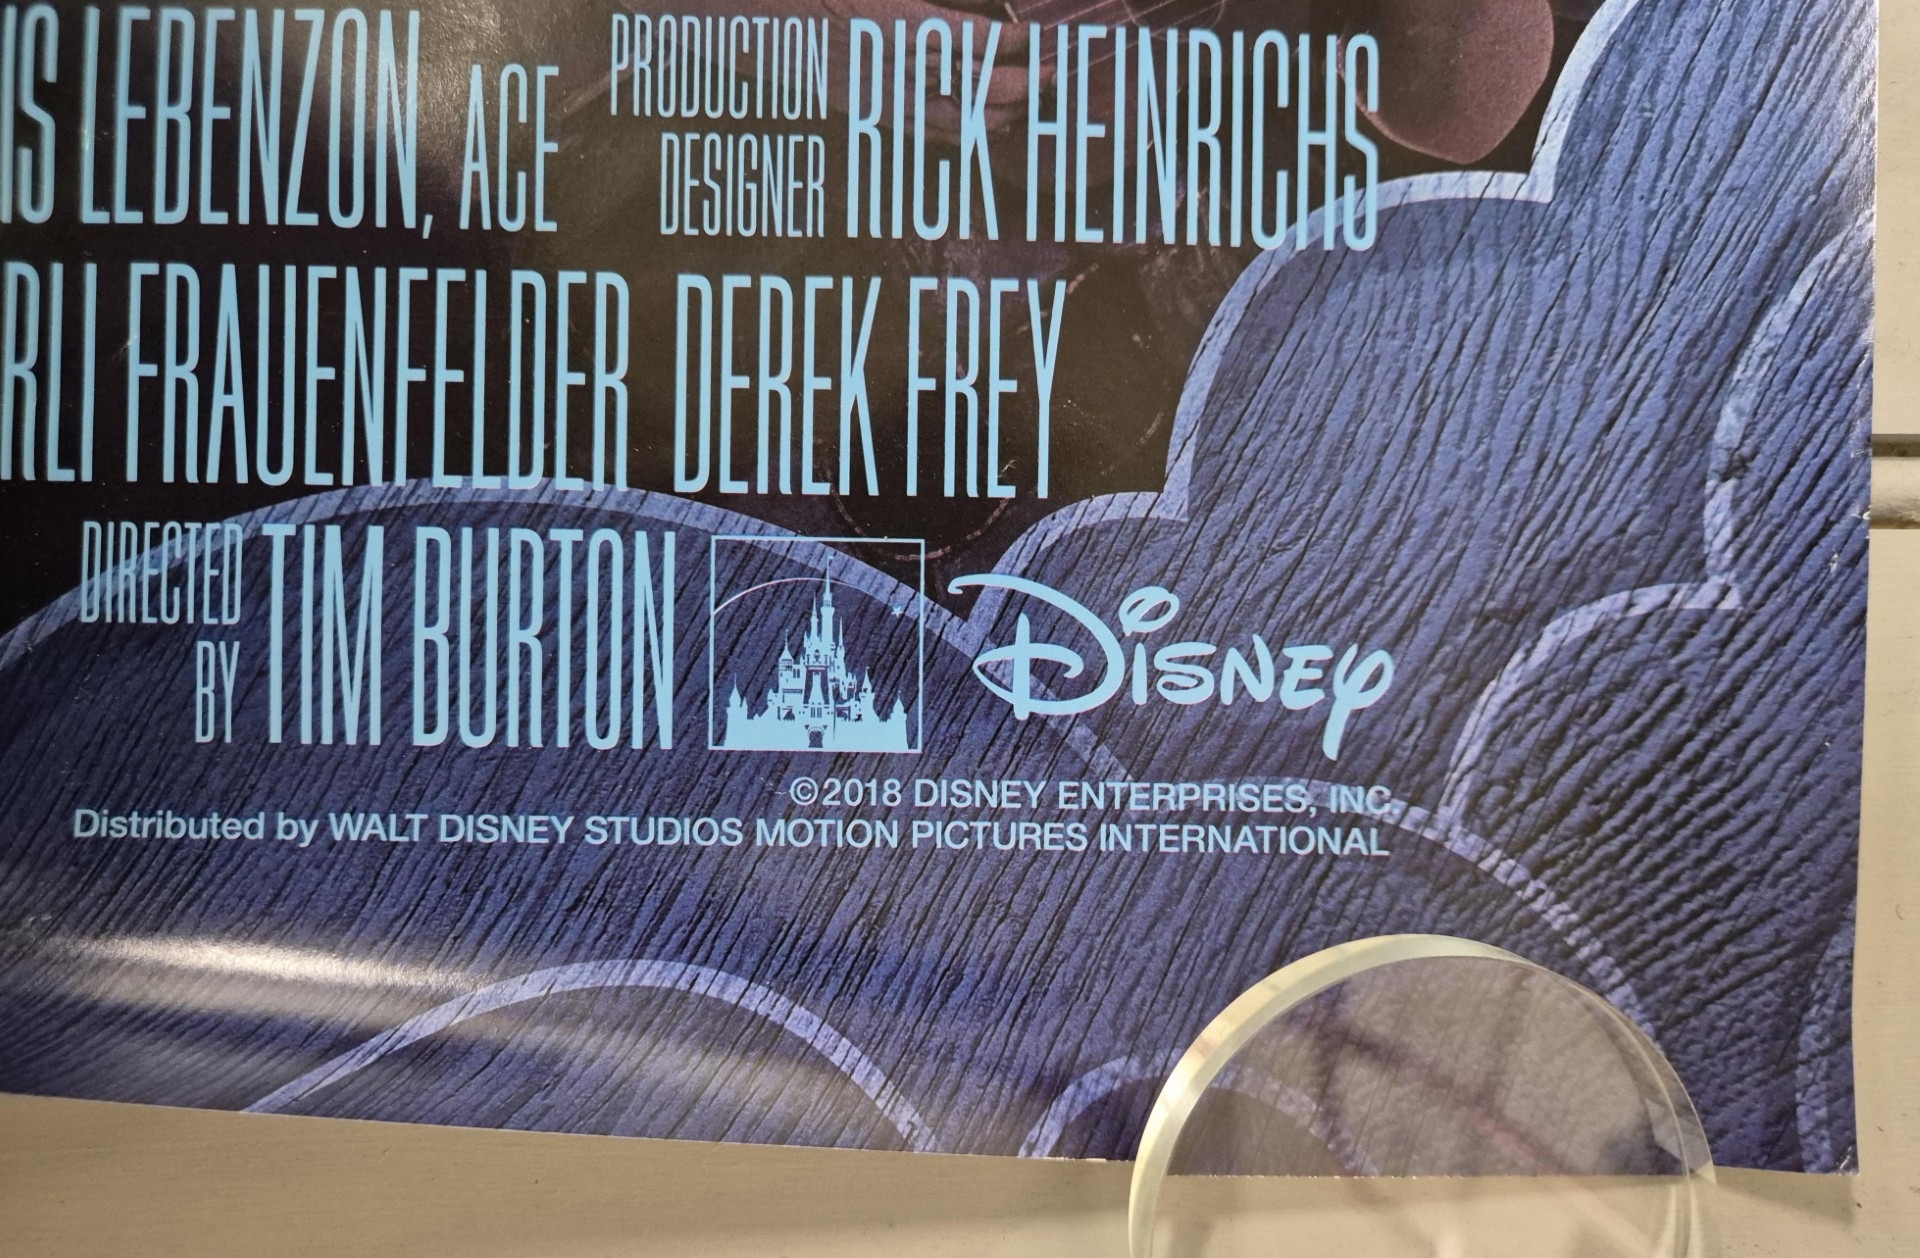 IS LEBENZON, ACE PRODUCTION DESIGNER RICK HEINRICHS
RLI FRAUENFELDER DEREK FREY
DIRECTED BY TIM BURTON DISNEY
©2018 DISNEY ENTERPRISES, INC.
Distributed by WALT DISNEY STUDIOS MOTION PICTURES INTERNATIONAL